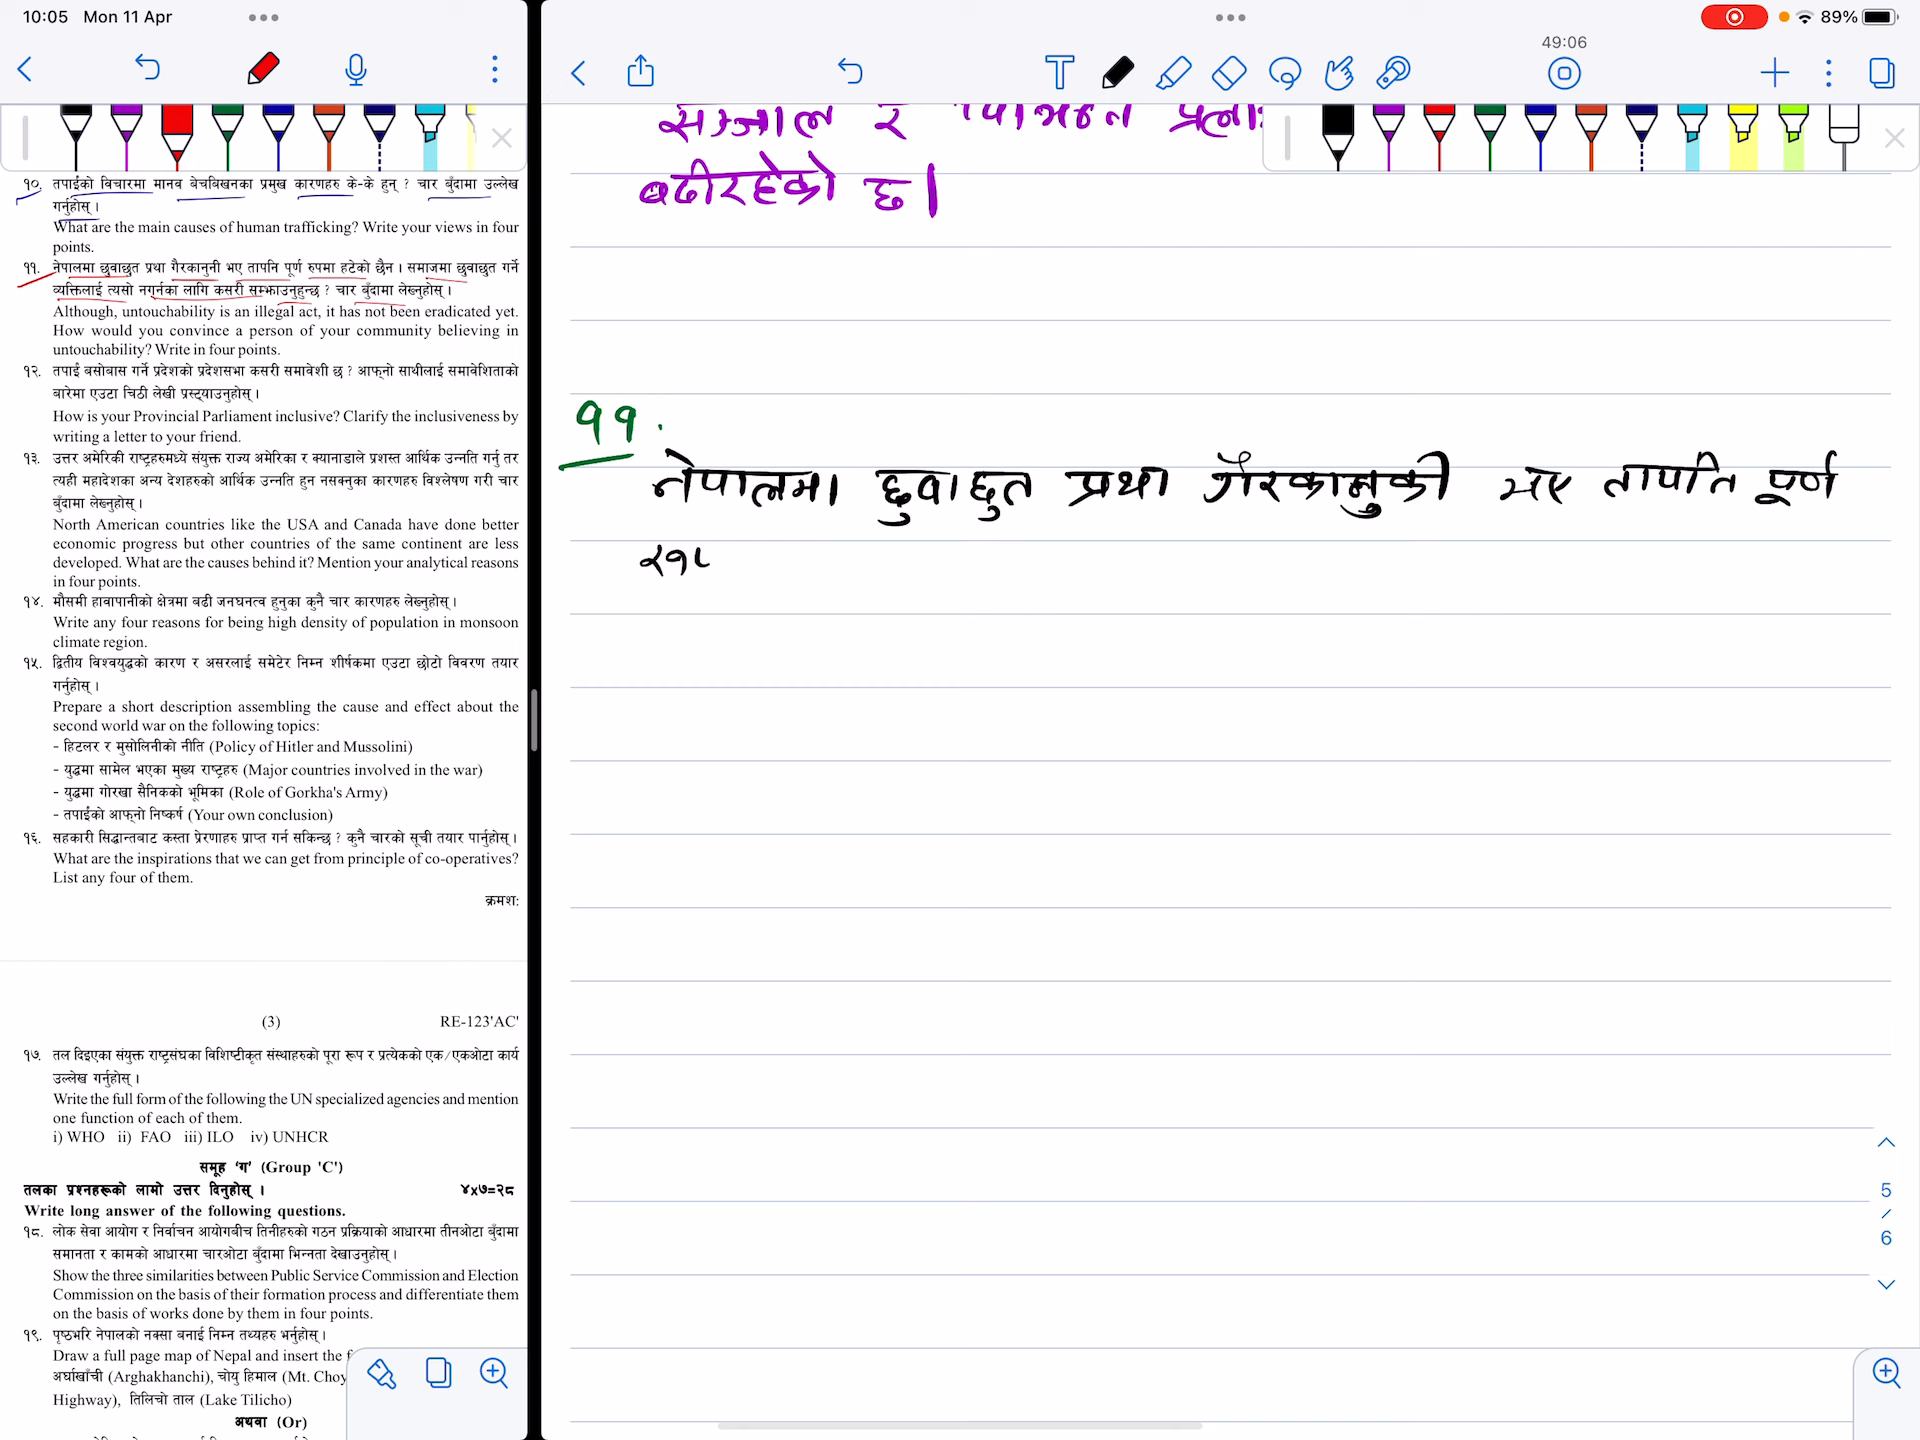 10:05 Mon 11 Apr
89%
49:06
१०. तपाईंको विचारमा मानव बेचबिखनका प्रमुख कारणहरु के-के हुन् ? चार बुँदामा उल्लेख
गर्नुहोस् ।
What are the main causes of human trafficking? Write your views in four
points.
११. नेपालमा छुवाछुत प्रथा गैरकानुनी भए तापनि पूर्ण रुपमा हटेको छैन । समाजमा छुवाछुत गर्ने
व्यक्तिलाई त्यसो नगर्नका लागि कसरी सम्झाउनुहुन्छ ? चार बुँदामा लेख्नुहोस् ।
Although, untouchability is an illegal act, it has not been eradicated yet.
How would you convince a person of your community believing in
untouchability? Write in four points.
१२. तपाईं बसोबास गर्ने प्रदेशको प्रदेशसभा कसरी समावेशी छ ? आफ्नो साथीलाई समावेशिताको
बारेमा एउटा चिठी लेखी प्रस्ट्याउनुहोस् ।
How is your Provincial Parliament inclusive? Clarify the inclusiveness by
writing a letter to your friend.
१३. उत्तर अमेरिकी राष्ट्रहरुमध्ये संयुक्त राज्य अमेरिका र क्यानाडाले प्रशस्त आर्थिक उन्नति गर्नु तर
त्यही महादेशका अन्य देशहरुको आर्थिक उन्नति हुन नसक्नुका कारणहरु विश्लेषण गरी चार
बुँदामा लेख्नुहोस् ।
North American countries like the USA and Canada have done better
economic progress but other countries of the same continent are less
developed. What are the causes behind it? Mention your analytical reasons
in four points.
१४. मौसमी हावापानीको क्षेत्रमा बढी जनघनत्व हुनुका कुनै चार कारणहरु लेख्नुहोस् ।
Write any four reasons for being high density of population in monsoon
climate region.
१५. द्वितीय विश्वयुद्धको कारण र असरलाई समेटेर निम्न शीर्षकमा एउटा छोटो विवरण तयार
गर्नुहोस् ।
Prepare a short description assembling the cause and effect about the
second world war on the following topics:
- हिटलर र मुसोलिनीको नीति (Policy of Hitler and Mussolini)
- युद्धमा सामेल भएका मुख्य राष्ट्रहरु (Major countries involved in the war)
- युद्धमा गोरखा सैनिकको भूमिका (Role of Gorkha's Army)
- तपाईंको आफ्नो निष्कर्ष (Your own conclusion)
१६. सहकारी सिद्धान्तबाट कस्ता प्रेरणाहरु प्राप्त गर्न सकिन्छ ? कुनै चारको सूची तयार पार्नुहोस् ।
What are the inspirations that we can get from principle of co-operatives?
List any four of them.
क्रमश:
(3) RE-123'AC'
१७. तल दिइएका संयुक्त राष्ट्रसंघका विशिष्टीकृत संस्थाहरुको पूरा रूप र प्रत्येकको एक/एकओटा कार्य
उल्लेख गर्नुहोस् ।
Write the full form of the following the UN specialized agencies and mention
one function of each of them.
i) WHO ii) FAO iii) ILO iv) UNHCR
समूह 'ग' (Group 'C')
तलका प्रश्नहरूको लामो उत्तर दिनुहोस् । ४x७=२८
Write long answer of the following questions.
१८. लोक सेवा आयोग र निर्वाचन आयोगबीच तिनीहरुको गठन प्रक्रियाको आधारमा तीनओटा बुँदामा
समानता र कामको आधारमा चारओटा बुँदामा भिन्नता देखाउनुहोस् ।
Show the three similarities between Public Service Commission and Election
Commission on the basis of their formation process and differentiate them
on the basis of works done by them in four points.
१९. पृष्ठभरि नेपालको नक्सा बनाई निम्न तथ्यहरु भर्नुहोस् ।
Draw a full page map of Nepal and insert the f
अर्घाखाँची (Arghakhanchi), चोयु हिमाल (Mt. Choy
Highway), तिलिचो ताल (Lake Tilicho)
अथवा (Or)
सञ्जाल र
बढीरहेको छ।
११.
नेपालमा छुवाछुत प्रथा गैरकानुकी भए तापनि पूर्ण
5
/
6